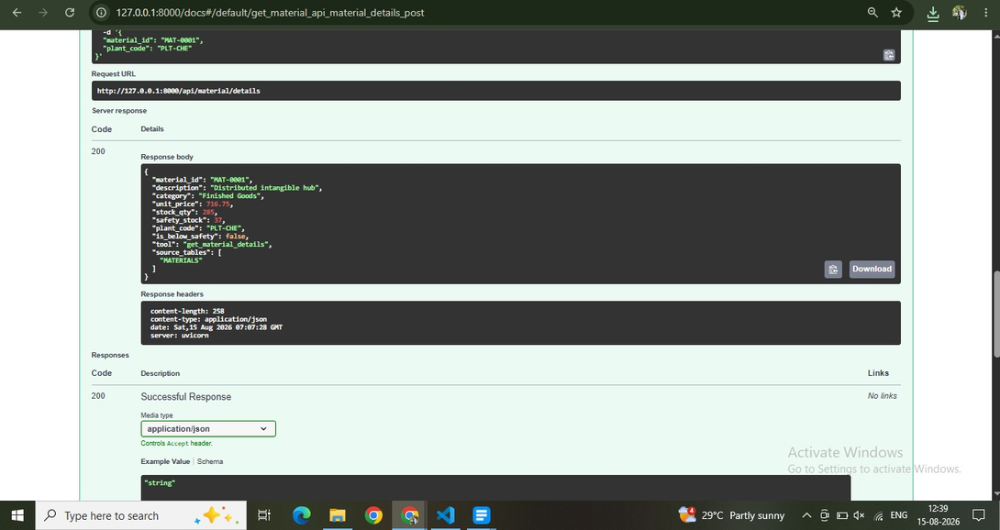 127.0.0.1:8000/docs#/default/get_material_api_material_details_post
-d '{
"material_id": "MAT-0001",
"plant_code": "PLT-CHE"
}'
Request URL
http://127.0.0.1:8000/api/material/details
Server response
Code Details
200
Response body
{
"material_id": "MAT-0001",
"description": "Distributed intangible hub",
"category": "Finished Goods",
"unit_price": 716.75,
"stock_qty": 285,
"safety_stock": 37,
"plant_code": "PLT-CHE",
"is_below_safety": false,
"tool": "get_material_details",
"source_tables": [
"MATERIALS"
]
}
Download
Response headers
content-length: 258
content-type: application/json
date: Sat,15 Aug 2026 07:07:28 GMT
server: uvicorn
Responses
Code Description Links
200 Successful Response No links
Media type
application/json
Controls Accept header.
Example Value Schema
"string"
Activate Windows
Go to Settings to activate Windows.
Type here to search
4
29°C Partly sunny
ENG
12:39
15-08-2026